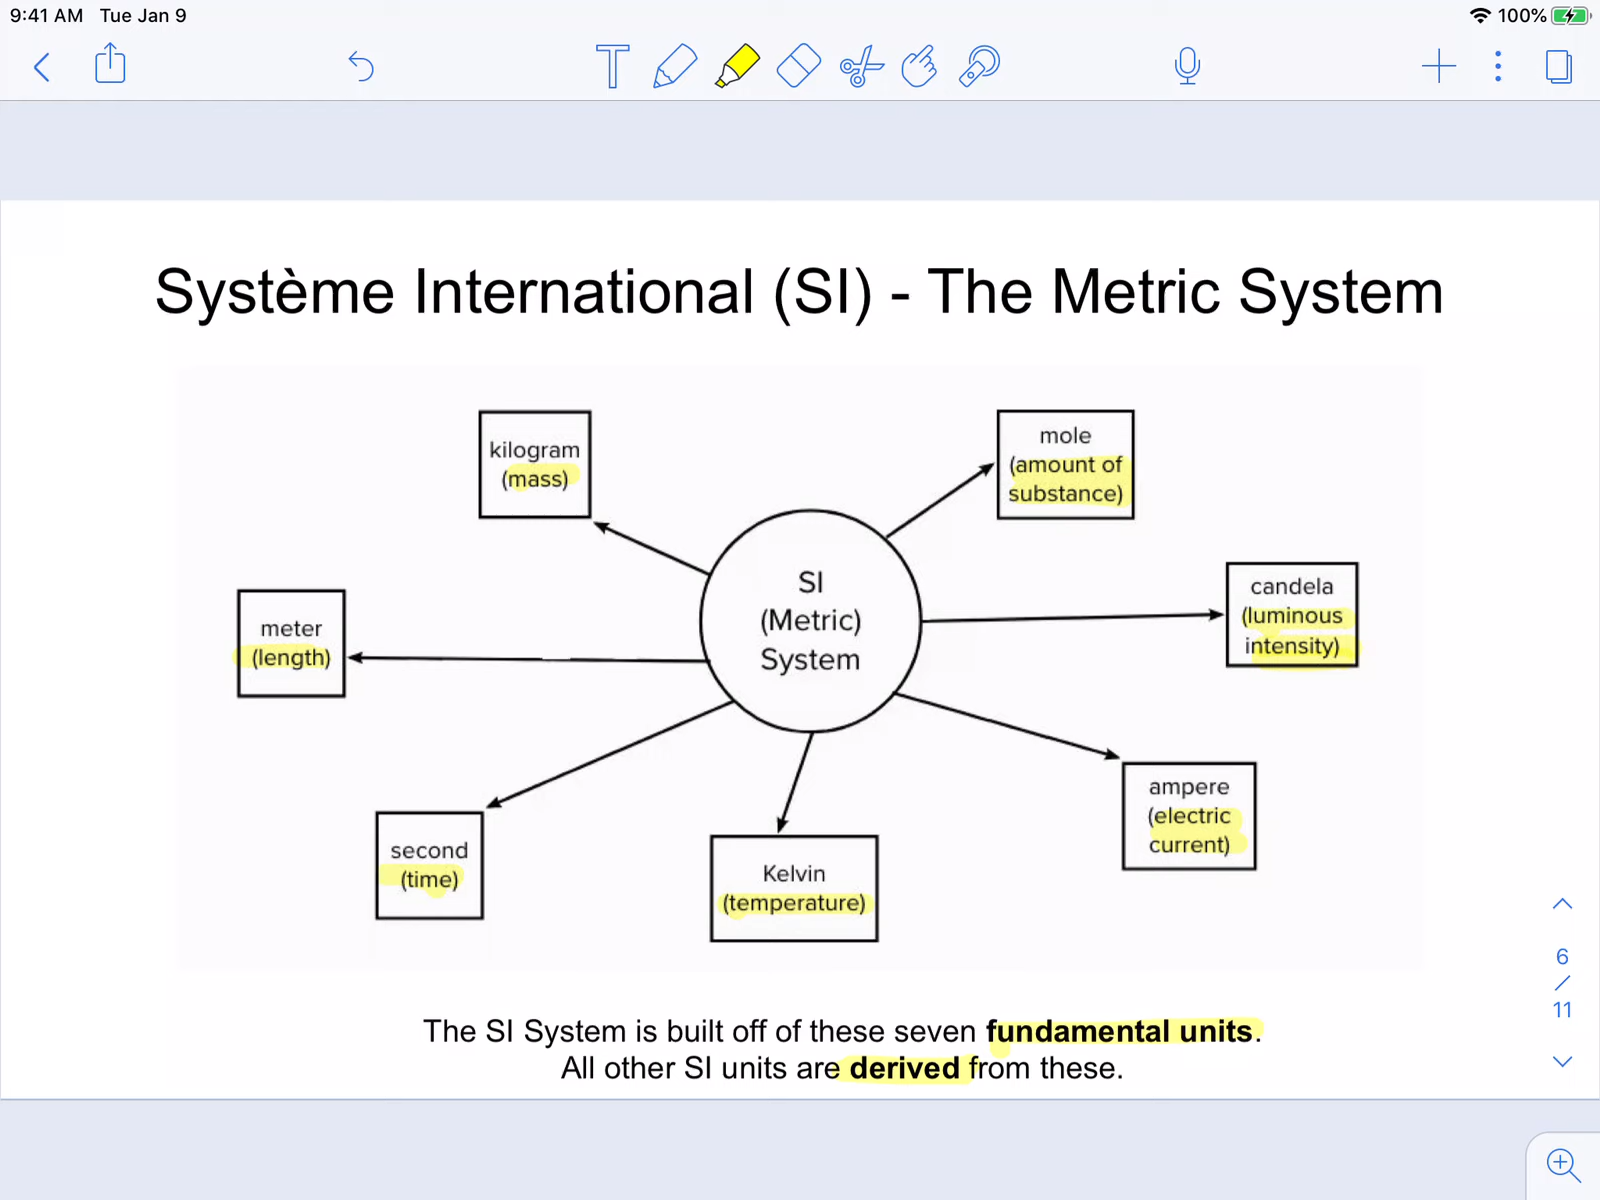 9:41 AM Tue Jan 9
100%
Système International (SI) - The Metric System
kilogram
(mass)
mole
(amount of
substance)
SI
(Metric)
System
candela
(luminous
intensity)
meter
(length)
ampere
(electric
current)
second
(time)
Kelvin
(temperature)
6
/
11
The SI System is built off of these seven fundamental units.
All other SI units are derived from these.